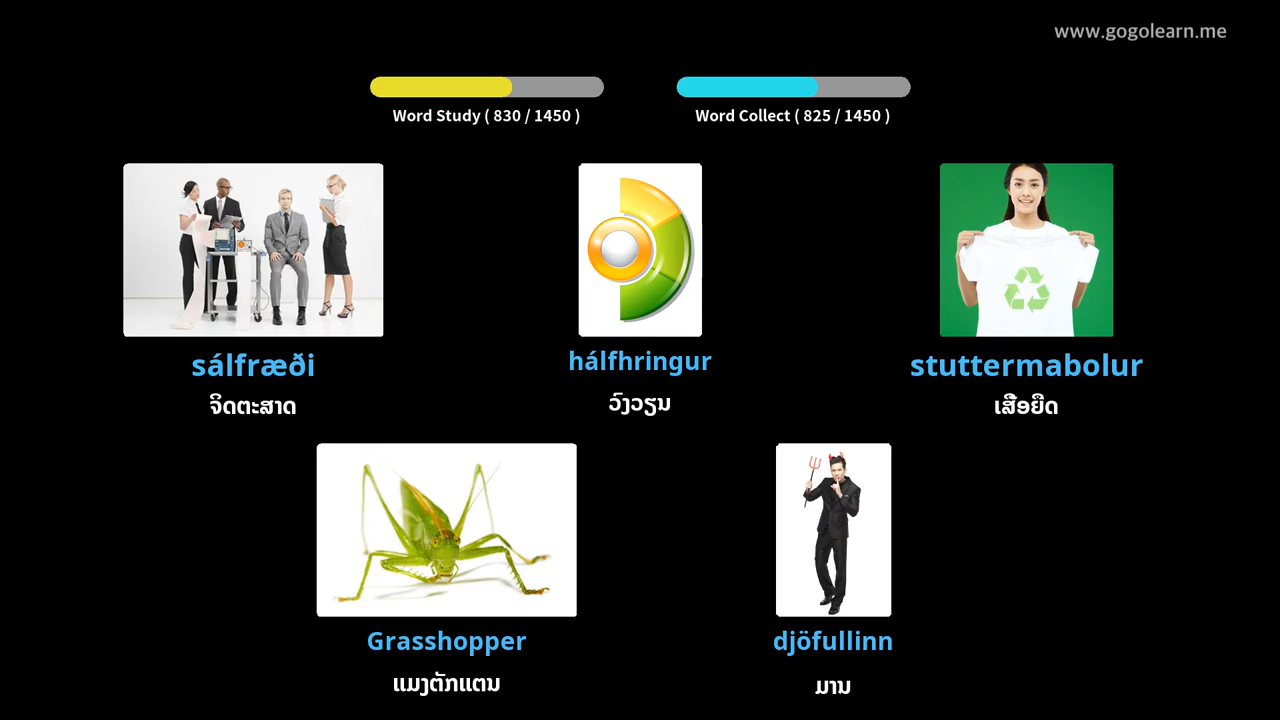 www.gogolearn.me
Word Study ( 830 / 1450 )
Word Collect ( 825 / 1450 )
sálfræði
ຈິດຕະສາດ
hálfhringur
ວົງວຽນ
stuttermabolur
ເສື້ອຍືດ
Grasshopper
ແມງຕັກແຕນ
djöfullinn
ມານ